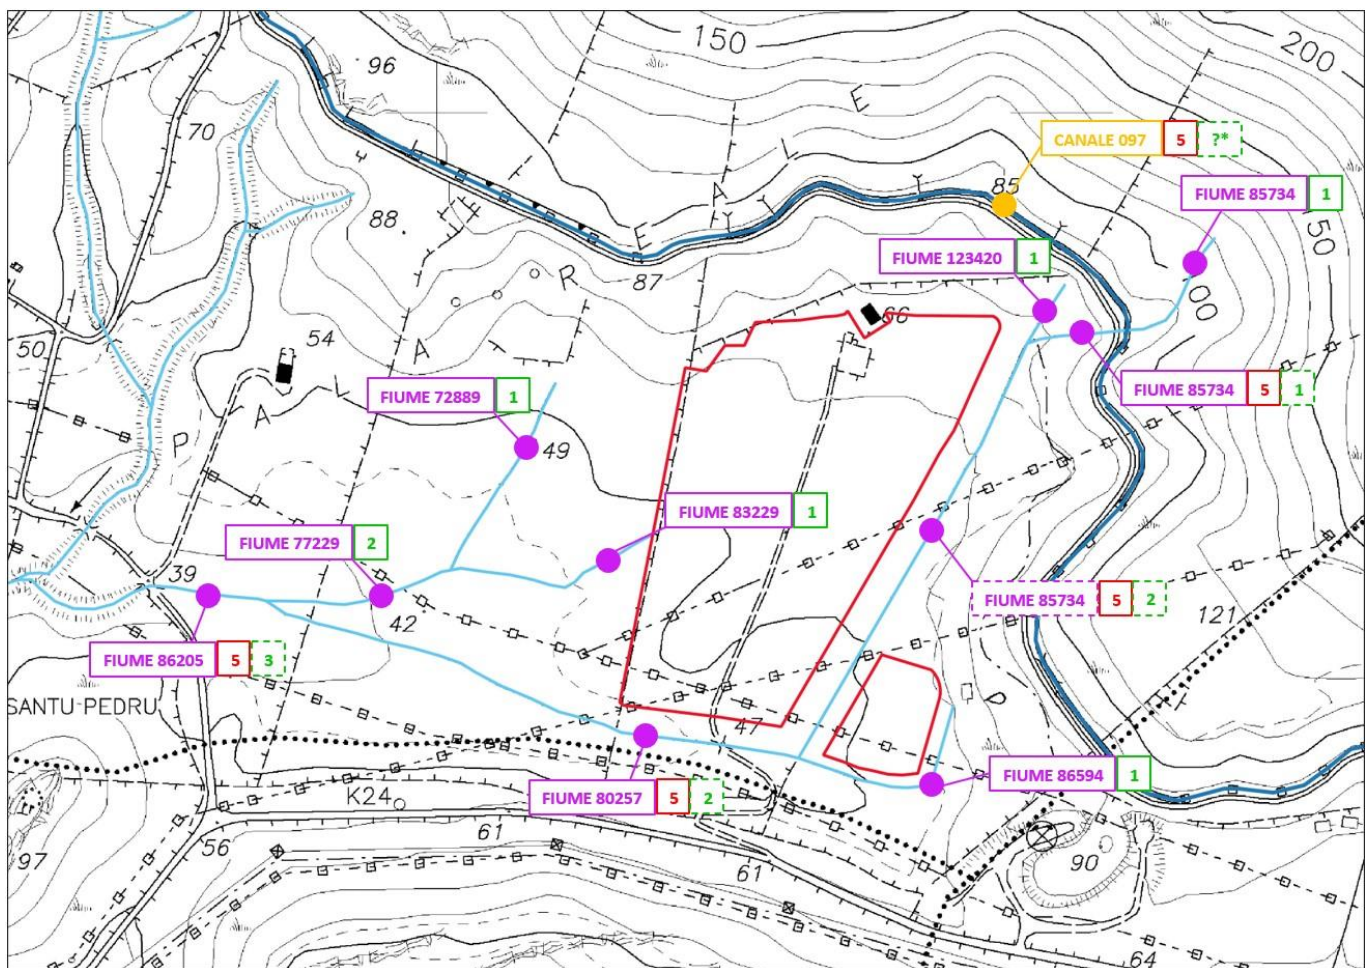 150
200
96
70
CANALE 097 5 ?*
85
FIUME 85734 1
E
L
A
E
88
50
FIUME 123420 1
87
R
00
86
54
50
A
FIUME 72889 1
FIUME 85734 5 1
L
A
P
49
FIUME 83229 1
FIUME 77229 2
39
FIUME 85734 5 2
42
121
FIUME 86205 5 3
SANTU-PEDRU
47
FIUME 86594 1
FIUME 80257 5 2
K24
61
56
97
90
61
64